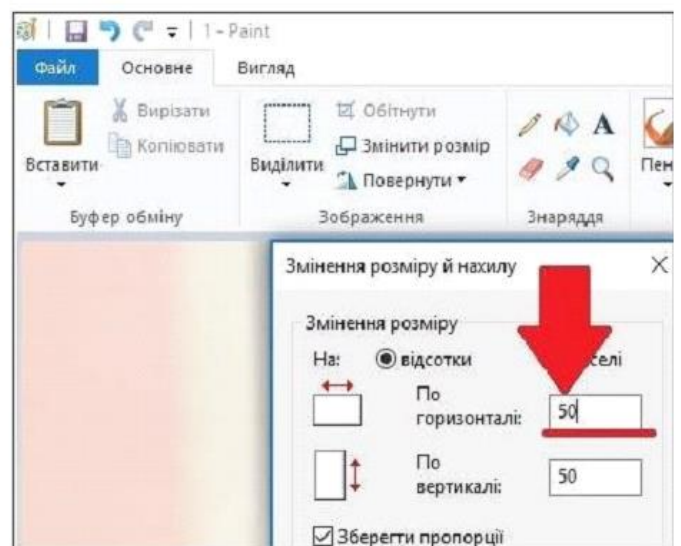 1 - Paint
Файл Основне Вигляд
Вставити
Вирізати
Копіювати
Буфер обміну
Виділити
Обітнути
Змінити розмір
Повернути
Зображення
A
Знаряддя
Змінення розміру й нахилу
Змінення розміру
На: відсотки
По горизонталі: 50
По вертикалі: 50
Зберегти пропорції